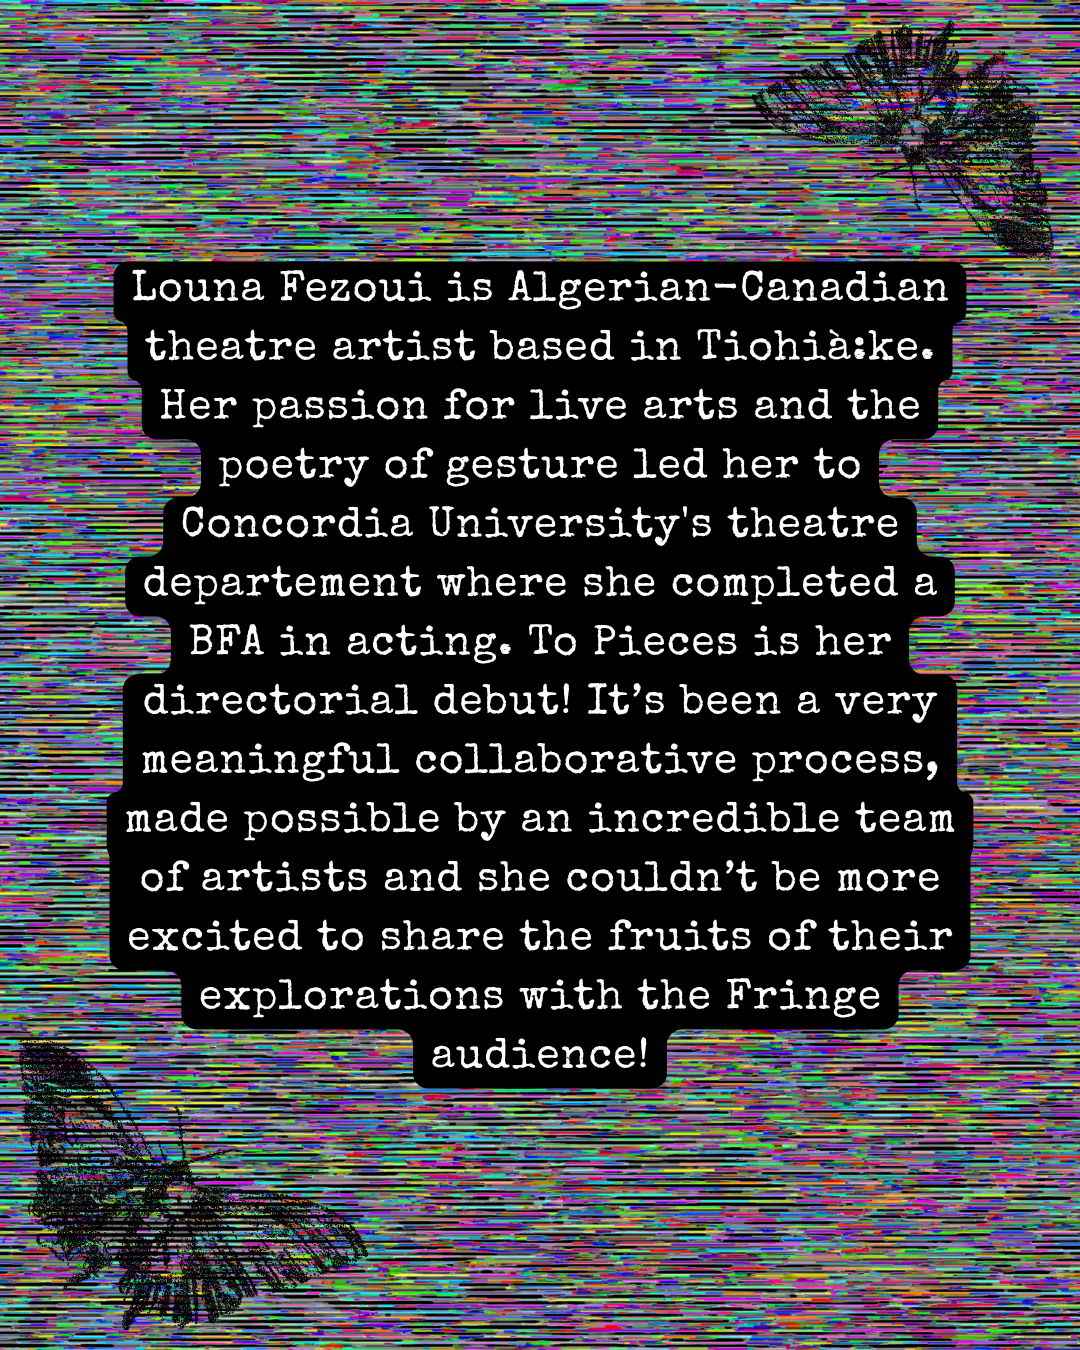 Louna Fezoui is Algerian-Canadian
theatre artist based in Tiohià:ke.
Her passion for live arts and the
poetry of gesture led her to
Concordia University's theatre
departement where she completed a
BFA in acting. To Pieces is her
directorial debut! It’s been a very
meaningful collaborative process,
made possible by an incredible team
of artists and she couldn’t be more
excited to share the fruits of their
explorations with the Fringe
audience!